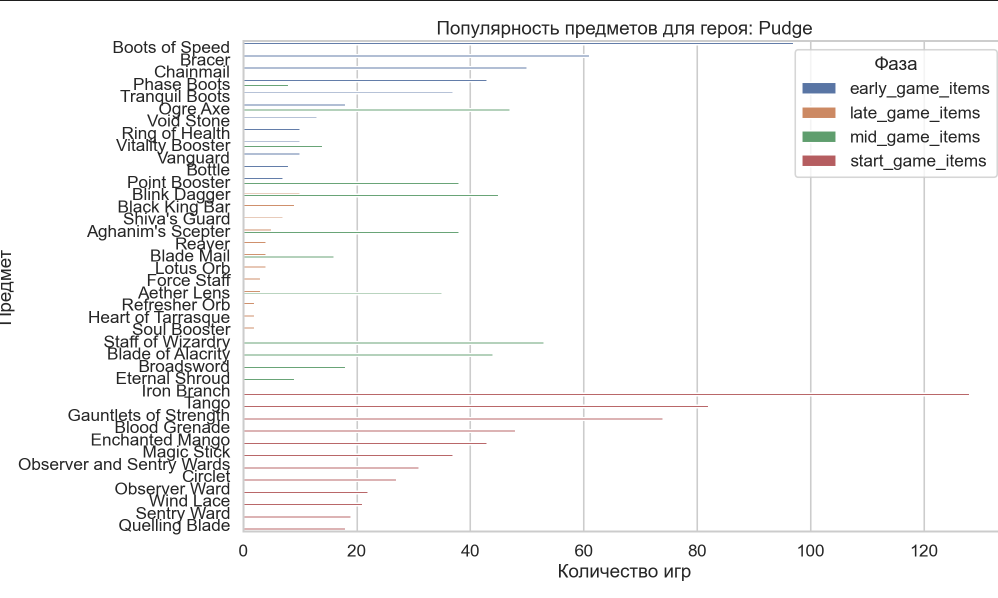 Популярность предметов для героя: Pudge
Предмет
Boots of Speed
Bracer
Chainmail
Phase Boots
Tranquil Boots
Ogre Axe
Void Stone
Ring of Health
Vitality Booster
Vanguard
Bottle
Point Booster
Blink Dagger
Black King Bar
Shiva's Guard
Aghanim's Scepter
Reaver
Blade Mail
Lotus Orb
Force Staff
Aether Lens
Refresher Orb
Heart of Tarrasque
Soul Booster
Staff of Wizardry
Blade of Alacrity
Broadsword
Eternal Shroud
Iron Branch
Tango
Gauntlets of Strength
Blood Grenade
Enchanted Mango
Magic Stick
Observer and Sentry Wards
Circlet
Observer Ward
Wind Lace
Sentry Ward
Quelling Blade
Фаза
early_game_items
late_game_items
mid_game_items
start_game_items
0 20 40 60 80 100 120
Количество игр